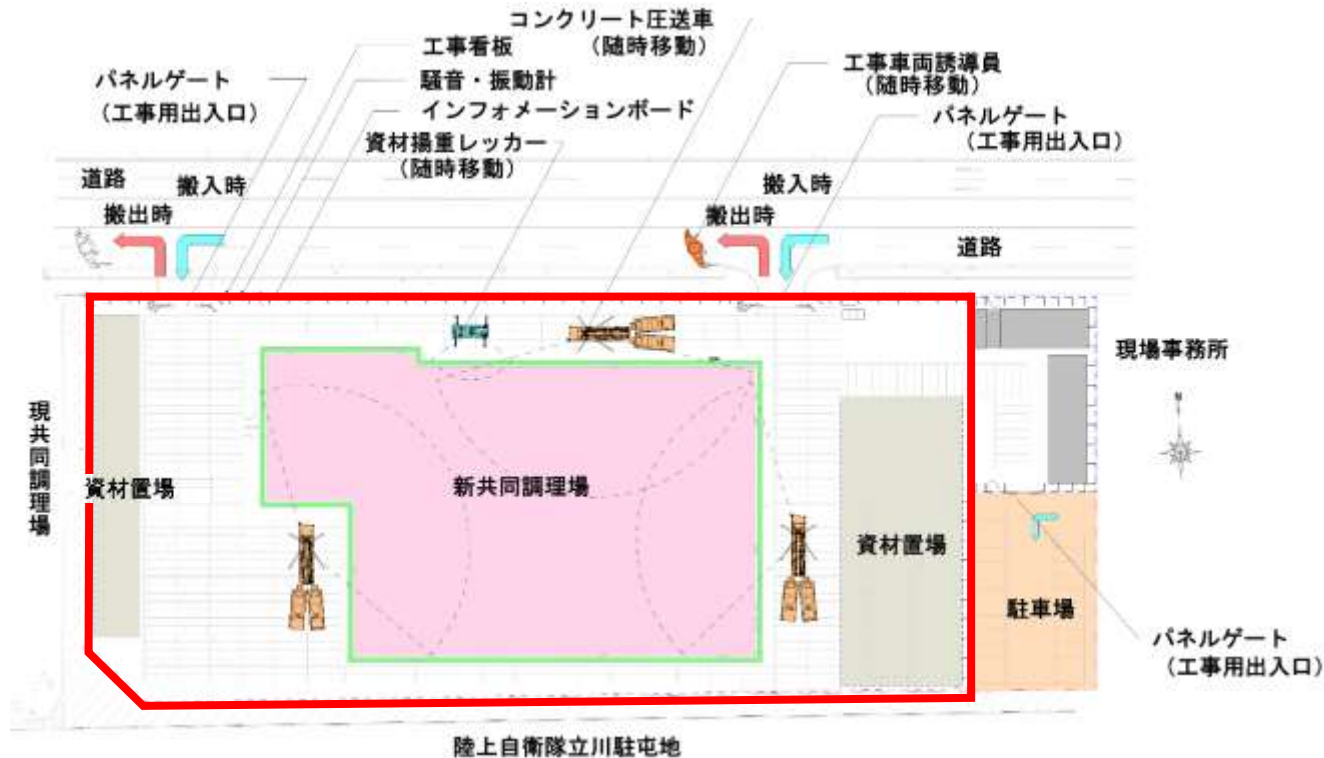 コンクリート圧送車
（随時移動）
工事看板
騒音・振動計
インフォメーションボード
資材揚重レッカー
（随時移動）
パネルゲート
（工事用出入口）
工事車両誘導員
（随時移動）
パネルゲート
（工事用出入口）
道路
搬入時
搬出時
搬入時
搬出時
道路
現場事務所
N
現共同調理場
資材置場
新共同調理場
資材置場
駐車場
パネルゲート
（工事用出入口）
陸上自衛隊立川駐屯地